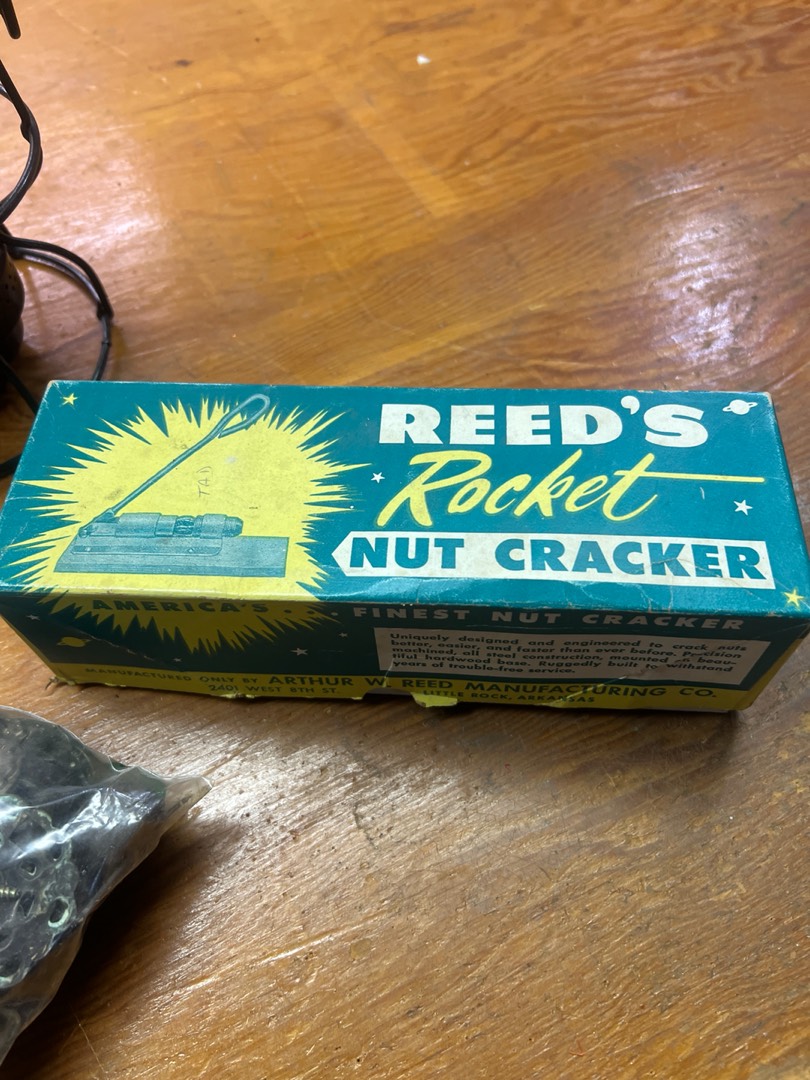 REED'S
Rocket
NUT CRACKER
TAD
AMERICA'S . . . FINEST NUT CRACKER
Uniquely designed and engineered to crack nuts
better, easier, and faster than ever before. Precision
machined, all steel construction, mounted on beau-
tiful hardwood base. Ruggedly built to withstand
years of trouble-free service.
MANUFACTURED ONLY BY ARTHUR W. REED MANUFACTURING CO.
2401 WEST 8TH ST. LITTLE ROCK, ARKANSAS